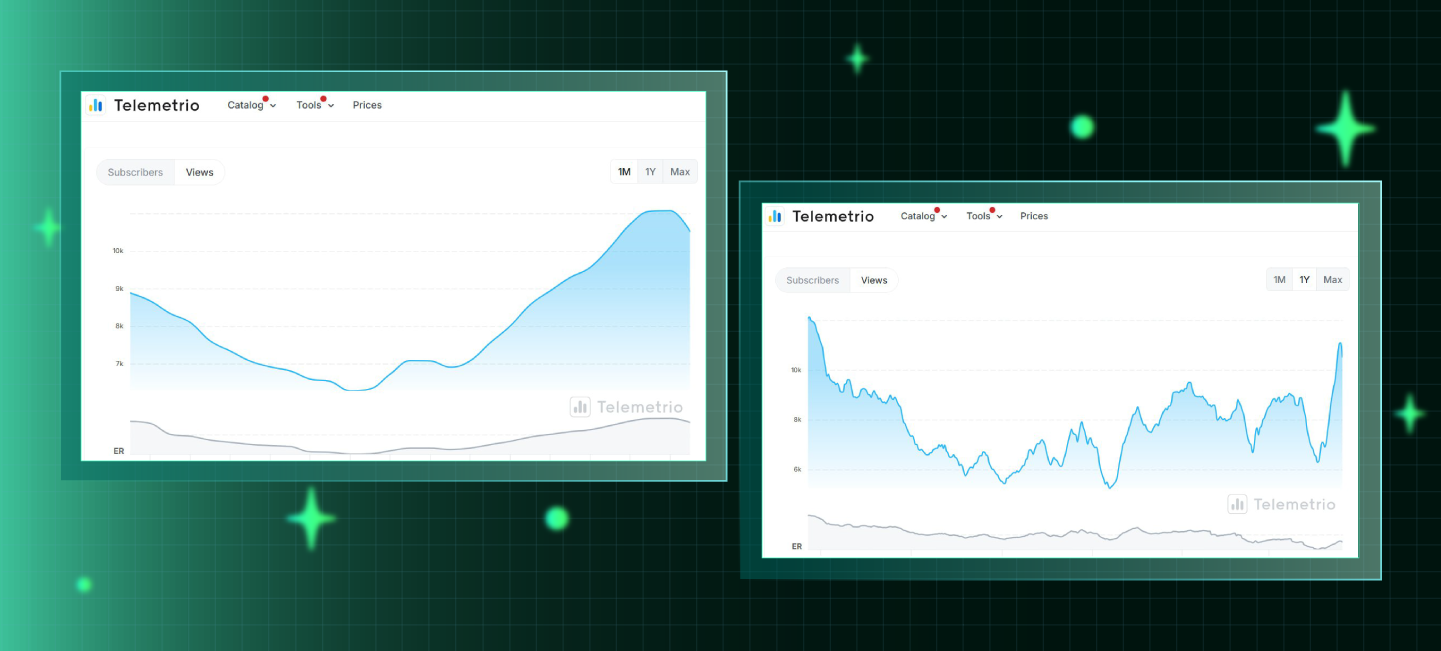 Telemetrio Catalog Tools Prices
Subscribers Views 1M 1Y Max
10k
9k
8k
7k
Telemetrio
ER
Telemetrio Catalog Tools Prices
Subscribers Views 1M 1Y Max
10k
8k
6k
Telemetrio
ER